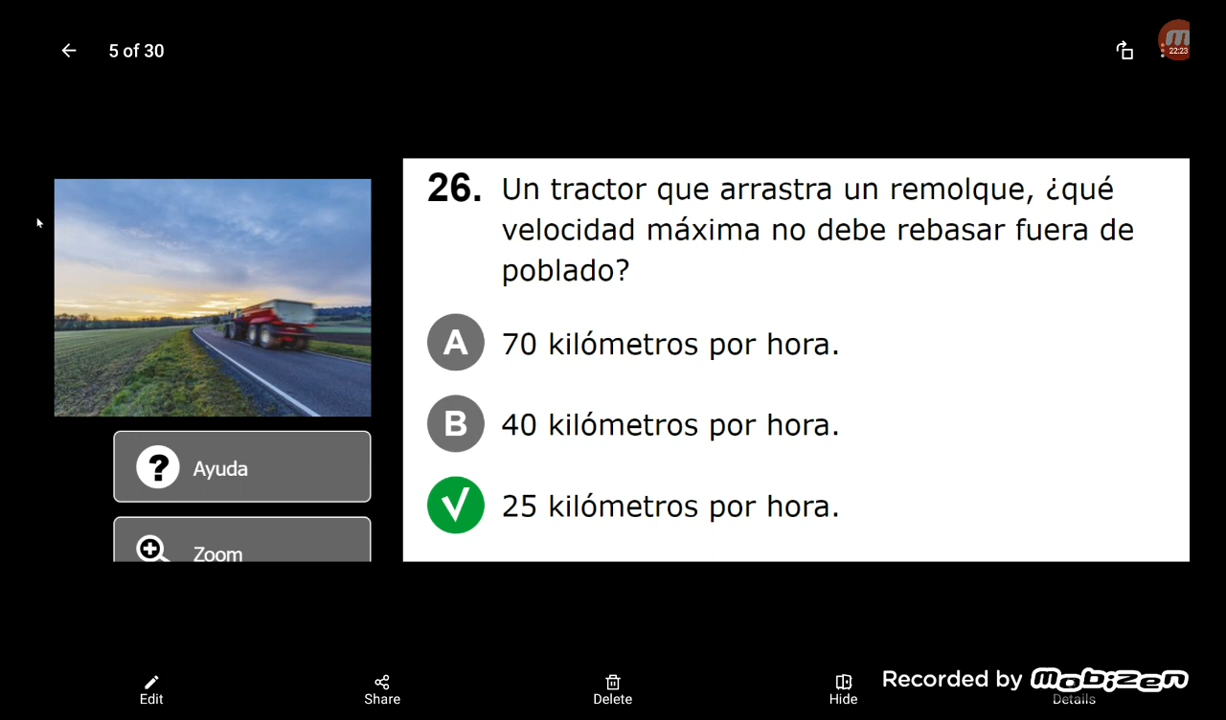 5 of 30
22:23
26. Un tractor que arrastra un remolque, ¿qué
velocidad máxima no debe rebasar fuera de
poblado?
A 70 kilómetros por hora.
B 40 kilómetros por hora.
25 kilómetros por hora.
? Ayuda
Zoom
Edit
Share
Delete
Hide
Details
Recorded by mobizen